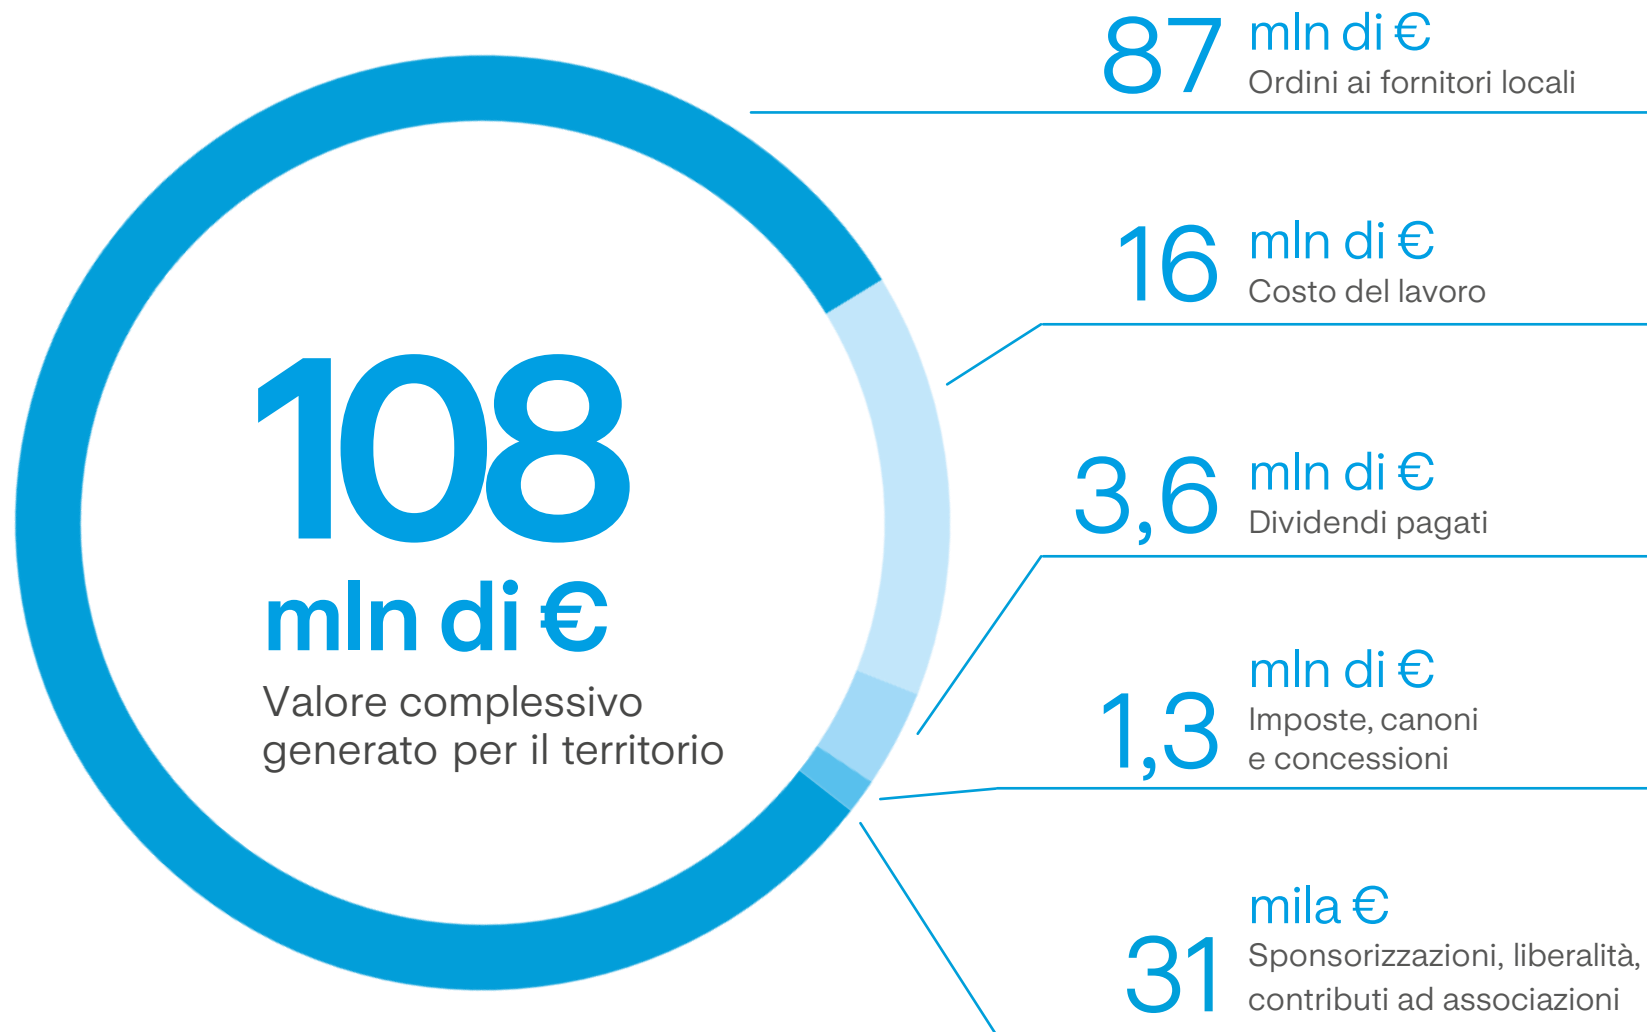 108
mln di €
Valore complessivo
generato per il territorio
87 mln di €
Ordini ai fornitori locali
16 mln di €
Costo del lavoro
3,6 mln di €
Dividendi pagati
1,3 mln di €
Imposte, canoni
e concessioni
31 mila €
Sponsorizzazioni, liberalità,
contributi ad associazioni